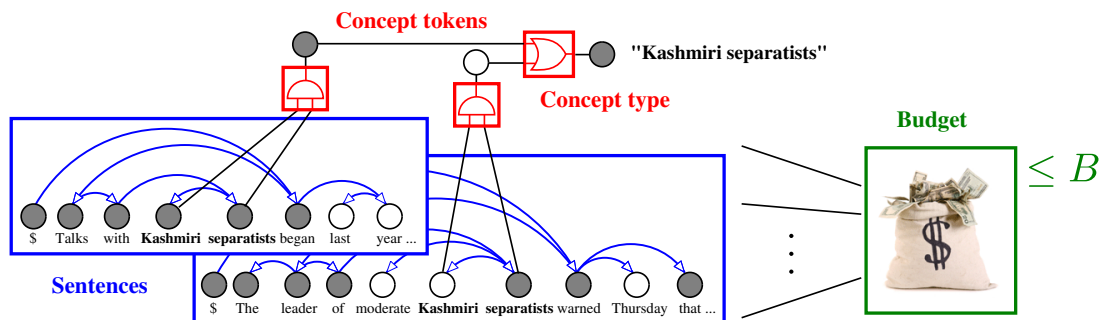 Concept tokens
"Kashmiri separatists"
Concept type
Budget
≤ B
$ Talks with Kashmiri separatists began last year ...
Sentences
$ The leader of moderate Kashmiri separatists warned Thursday that ...
$